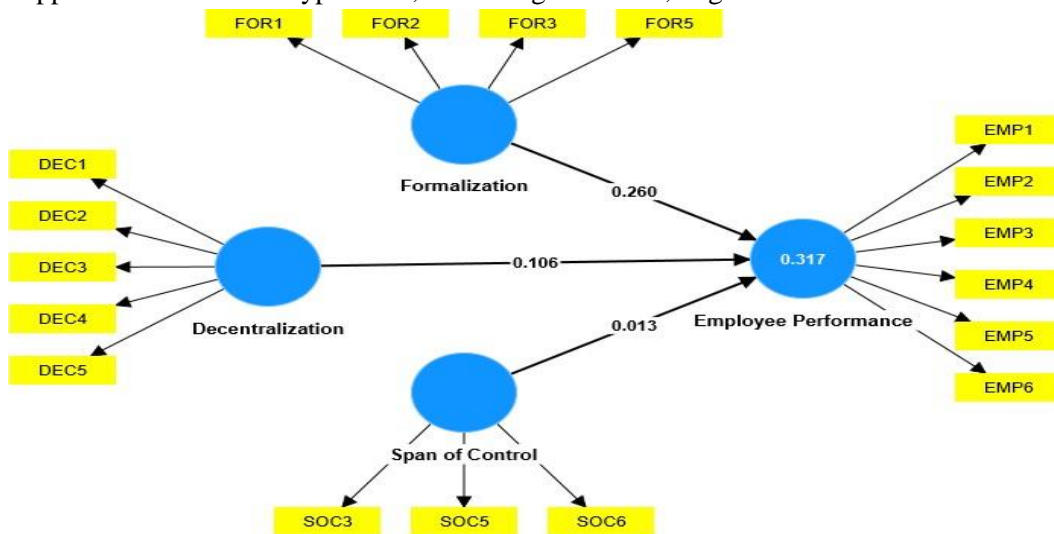 FOR1 FOR2 FOR3 FOR5
Formalization
0.260
DEC1
DEC2
DEC3
DEC4
DEC5
Decentralization
0.106
0.317
Employee Performance
EMP1
EMP2
EMP3
EMP4
EMP5
EMP6
0.013
Span of Control
SOC3 SOC5 SOC6